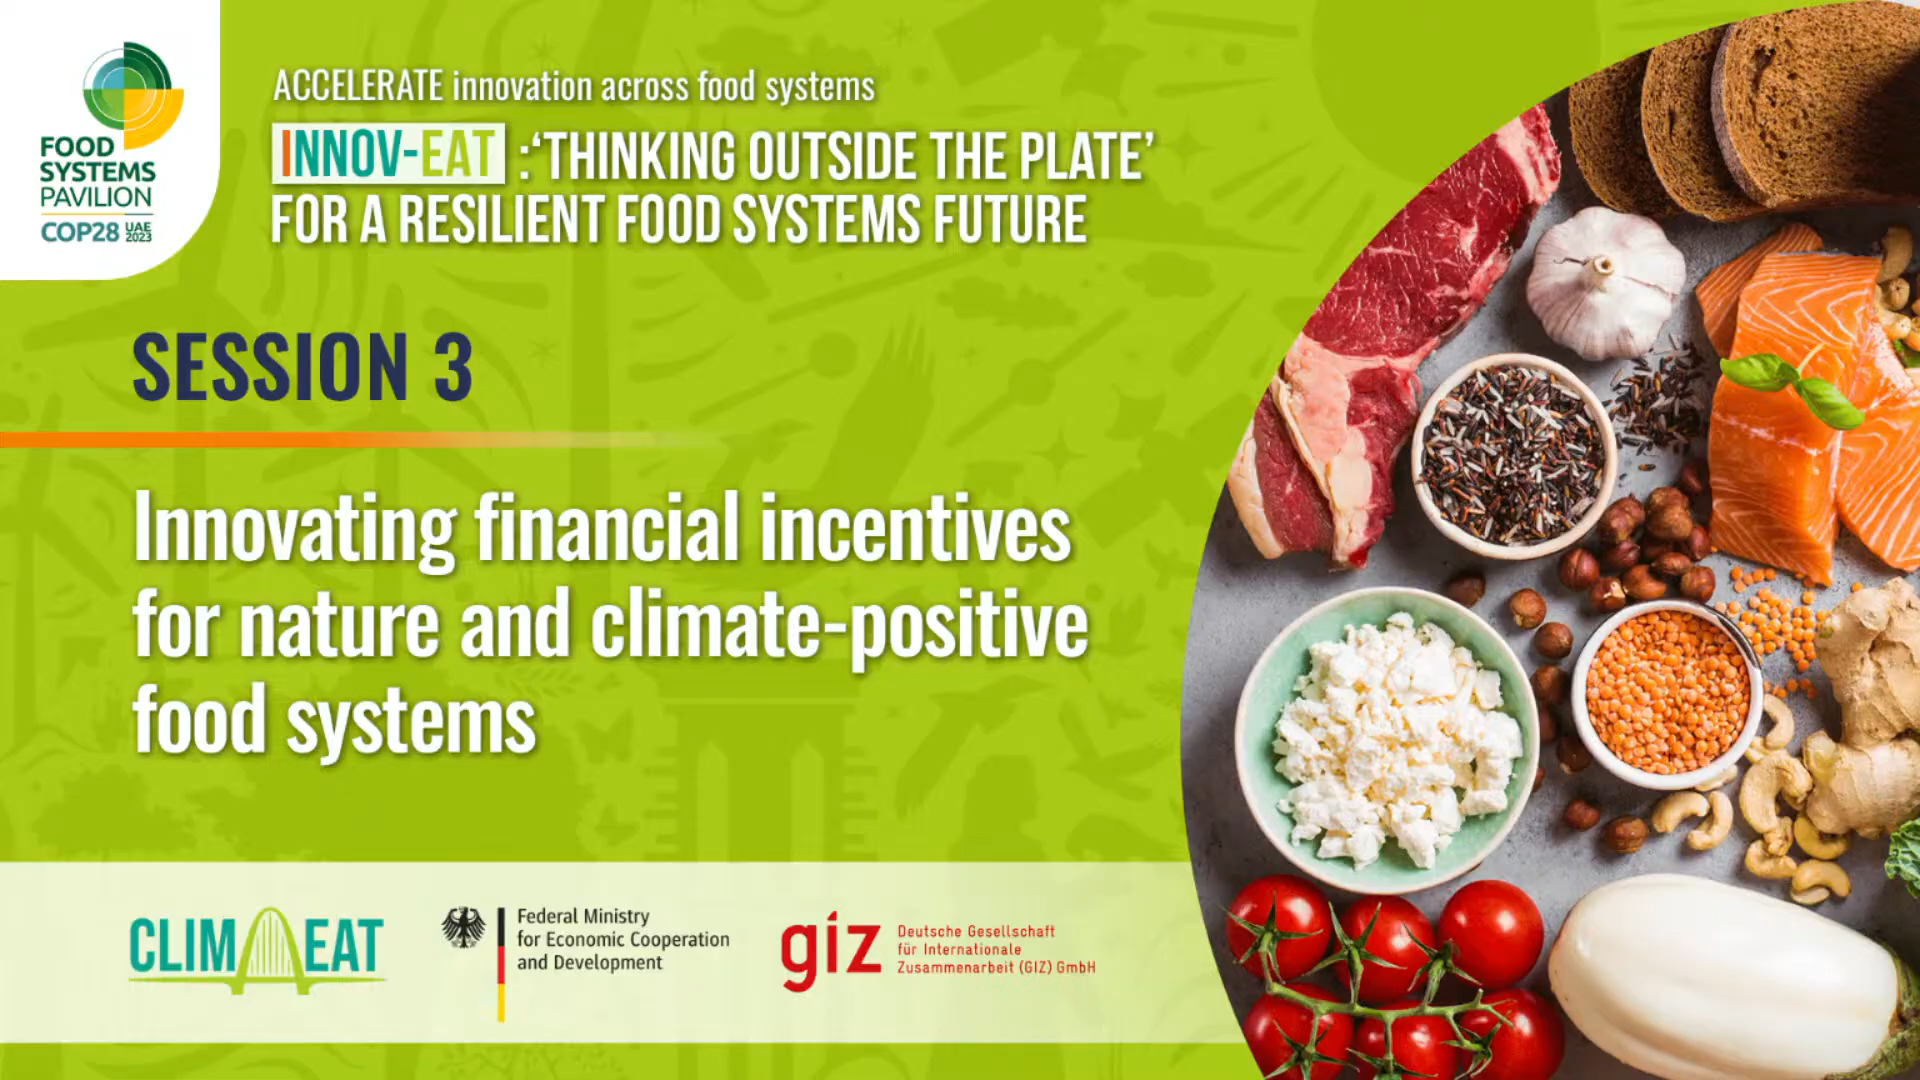 FOOD
SYSTEMS
PAVILION
COP28 UAE 2023
ACCELERATE innovation across food systems
INNOV-EAT :‘THINKING OUTSIDE THE PLATE’
FOR A RESILIENT FOOD SYSTEMS FUTURE
SESSION 3
Innovating financial incentives
for nature and climate-positive
food systems
CLIM EAT
Federal Ministry
for Economic Cooperation
and Development
giz
Deutsche Gesellschaft
für Internationale
Zusammenarbeit (GIZ) GmbH